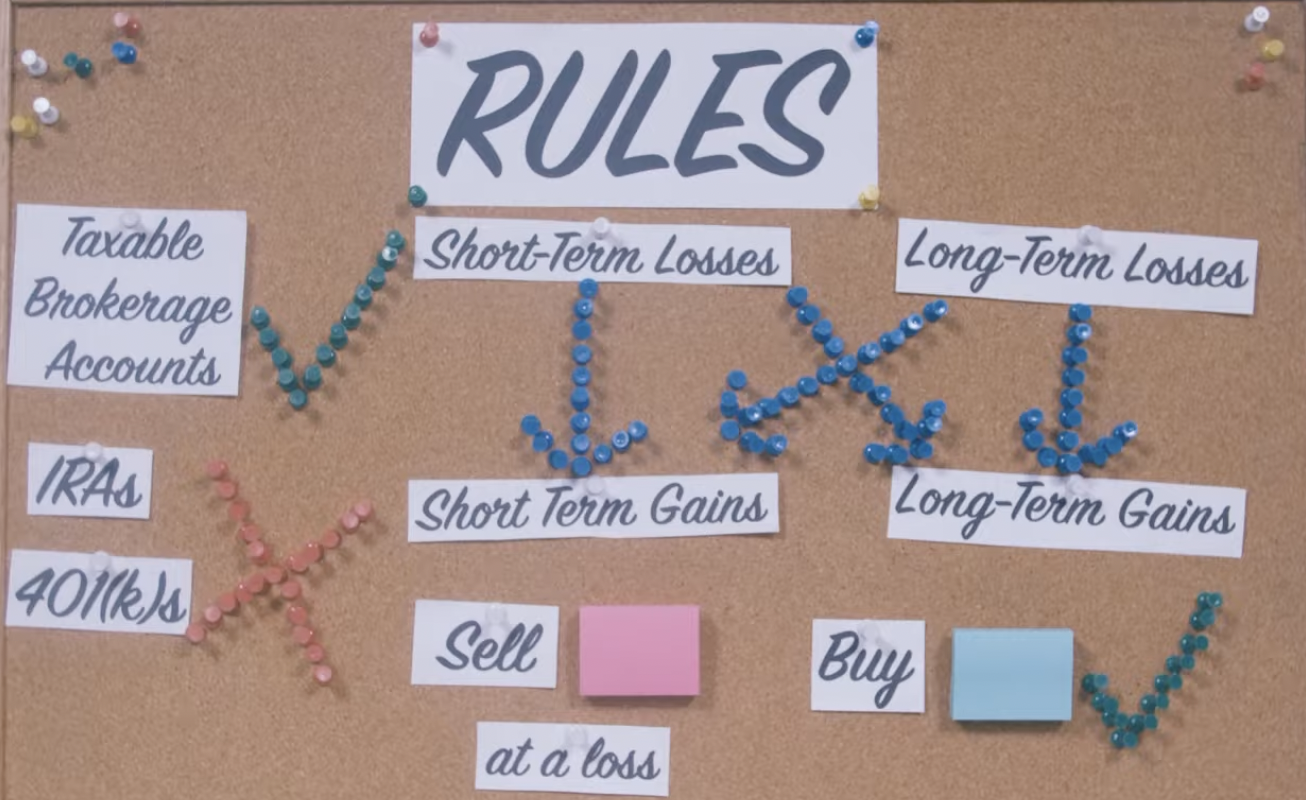 RULES
Taxable
Brokerage
Accounts
IRAs
401(k)s
Short-Term Losses
Long-Term Losses
Short Term Gains
Long-Term Gains
Sell
at a loss
Buy